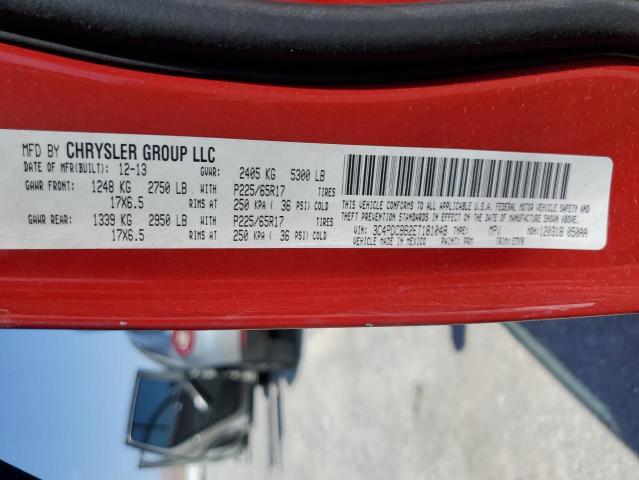 MFD BY CHRYSLER GROUP LLC
DATE OF MFR(BUILT): 12-13 GVWR: 2405 KG 5300 LB
GAWR FRONT: 1248 KG 2750 LB WITH P225/65R17 TIRES
17X6.5 RIMS AT 250 KPA ( 36 PSI) COLD
GAWR REAR: 1339 KG 2950 LB WITH P225/65R17 TIRES
17X6.5 RIMS AT 250 KPA ( 36 PSI) COLD
THIS VEHICLE CONFORMS TO ALL APPLICABLE U.S.A. FEDERAL MOTOR VEHICLE SAFETY AND
THEFT PREVENTION STANDARDS IN EFFECT ON THE DATE OF MANUFACTURE SHOWN ABOVE.
VIN: 3C4PDCBB2ET181048 TYPE: MPV MDH: 120318 050AA
VEHICLE MADE IN MEXICO PAINT: PRM TRIM: